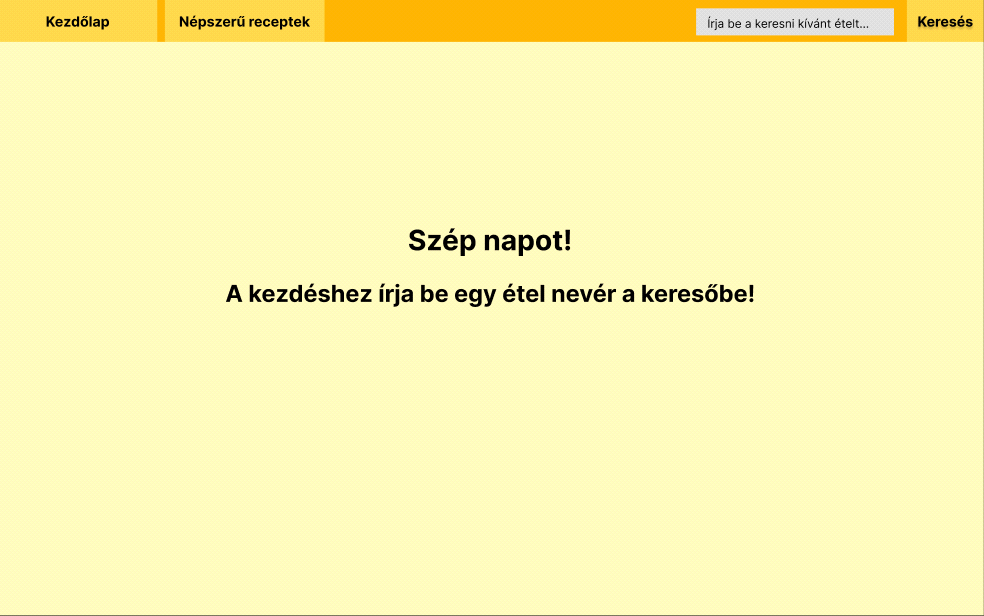 Kezdőlap
Népszerű receptek
Írja be a keresni kívánt ételt...
Keresés
Szép napot!
A kezdéshez írja be egy étel nevér a keresőbe!